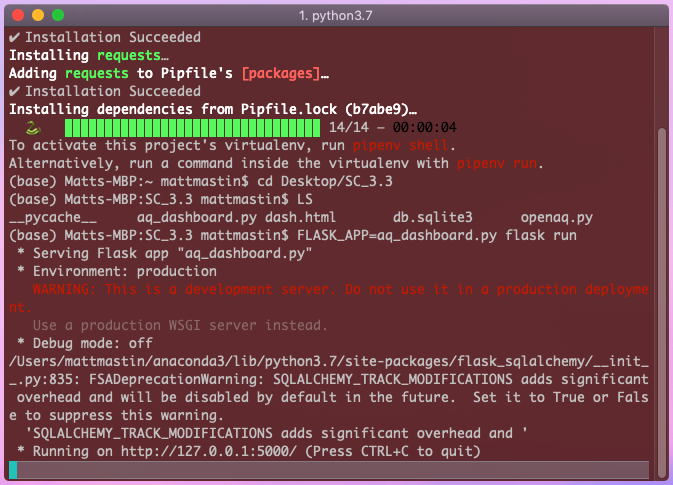 1. python3.7
✔ Installation Succeeded
Installing requests…
Adding requests to Pipfile's [packages]…
✔ Installation Succeeded
Installing dependencies from Pipfile.lock (b7abe9)…
14/14 — 00:00:04
To activate this project's virtualenv, run pipenv shell.
Alternatively, run a command inside the virtualenv with pipenv run.
(base) Matts-MBP:~ mattmastin$ cd Desktop/SC_3.3
(base) Matts-MBP:SC_3.3 mattmastin$ LS
__pycache__ aq_dashboard.py dash.html db.sqlite3 openaq.py
(base) Matts-MBP:SC_3.3 mattmastin$ FLASK_APP=aq_dashboard.py flask run
* Serving Flask app "aq_dashboard.py"
* Environment: production
WARNING: This is a development server. Do not use it in a production deployme
nt.
Use a production WSGI server instead.
* Debug mode: off
/Users/mattmastin/anaconda3/lib/python3.7/site-packages/flask_sqlalchemy/__init_
_.py:835: FSADeprecationWarning: SQLALCHEMY_TRACK_MODIFICATIONS adds significant
overhead and will be disabled by default in the future.  Set it to True or Fals
e to suppress this warning.
'SQLALCHEMY_TRACK_MODIFICATIONS adds significant overhead and '
* Running on http://127.0.0.1:5000/ (Press CTRL+C to quit)